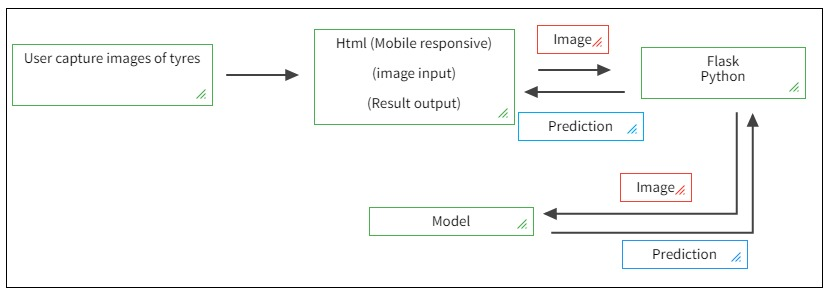 User capture images of tyres
Html (Mobile responsive)
(image input)
(Result output)
Image
Prediction
Flask
Python
Image
Model
Prediction